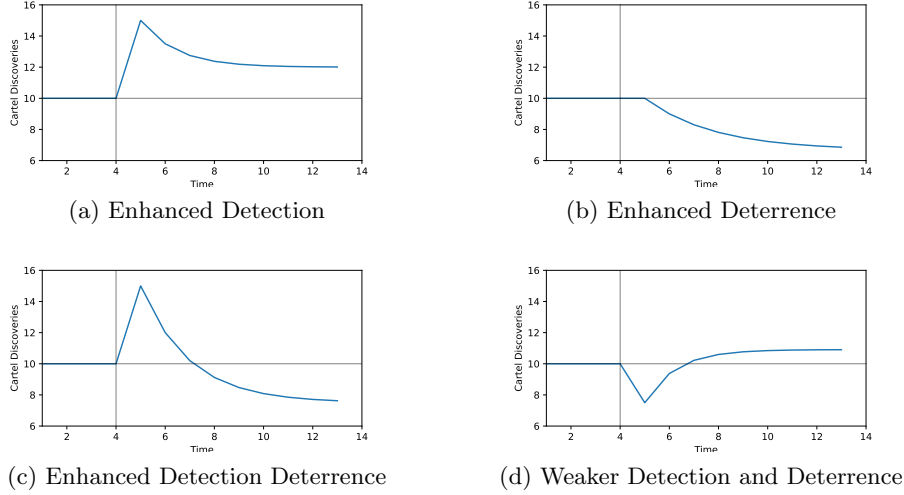 16
14
12
10
8
6
Cartel Discoveries
2 4 6 8 10 12 14
Time
(a) Enhanced Detection
16
14
12
10
8
6
Cartel Discoveries
2 4 6 8 10 12 14
Time
(b) Enhanced Deterrence
16
14
12
10
8
6
Cartel Discoveries
2 4 6 8 10 12 14
Time
(c) Enhanced Detection Deterrence
16
14
12
10
8
6
Cartel Discoveries
2 4 6 8 10 12 14
Time
(d) Weaker Detection and Deterrence